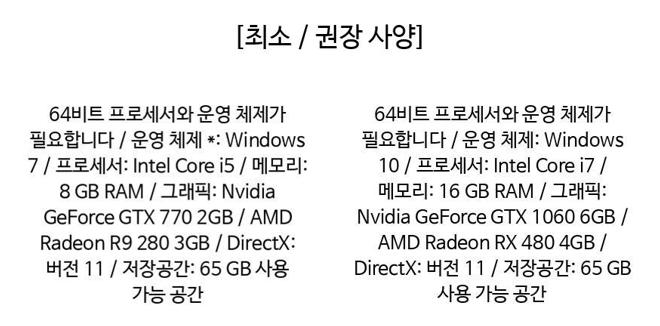 [최소 / 권장 사양]
64비트 프로세서와 운영 체제가
필요합니다 / 운영 체제 *: Windows
7 / 프로세서: Intel Core i5 / 메모리:
8 GB RAM / 그래픽: Nvidia
GeForce GTX 770 2GB / AMD
Radeon R9 280 3GB / DirectX:
버전 11 / 저장공간: 65 GB 사용
가능 공간
64비트 프로세서와 운영 체제가
필요합니다 / 운영 체제: Windows
10 / 프로세서: Intel Core i7 /
메모리: 16 GB RAM / 그래픽:
Nvidia GeForce GTX 1060 6GB /
AMD Radeon RX 480 4GB /
DirectX: 버전 11 / 저장공간: 65 GB
사용 가능 공간